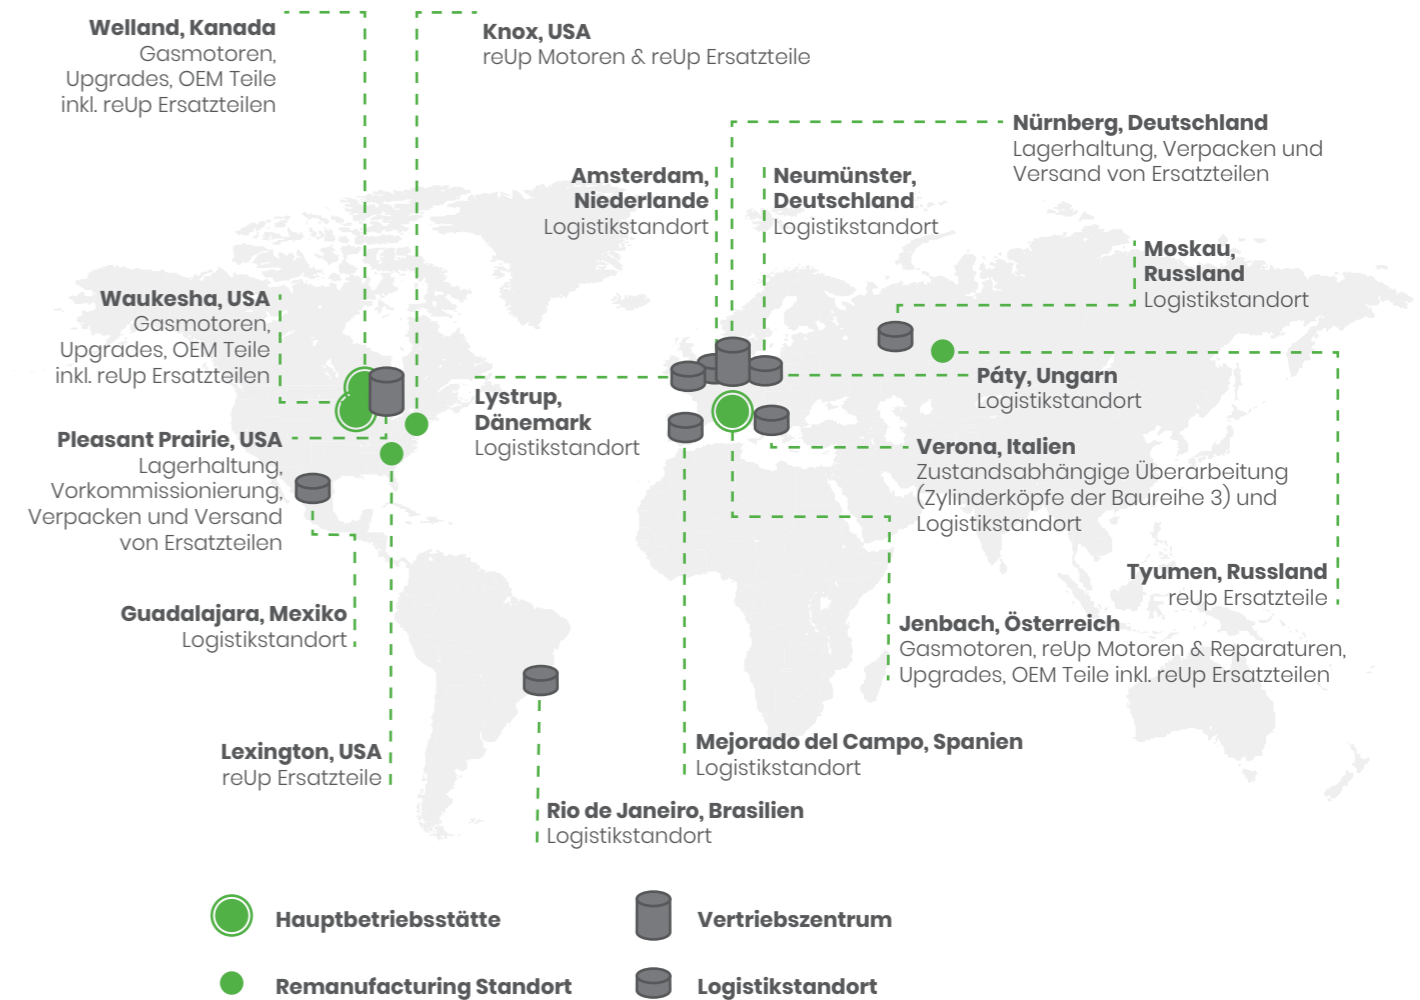 Welland, Kanada
Gasmotoren,
Upgrades, OEM Teile
inkl. reUp Ersatzteilen
Knox, USA
reUp Motoren & reUp Ersatzteile
Nürnberg, Deutschland
Lagerhaltung, Verpacken und
Versand von Ersatzteilen
Amsterdam,
Niederlande
Logistikstandort
Neumünster,
Deutschland
Logistikstandort
Moskau,
Russland
Logistikstandort
Waukesha, USA
Gasmotoren,
Upgrades, OEM Teile
inkl. reUp Ersatzteilen
Lystrup,
Dänemark
Logistikstandort
Páty, Ungarn
Logistikstandort
Pleasant Prairie, USA
Lagerhaltung,
Vorkommissionierung,
Verpacken und Versand
von Ersatzteilen
Verona, Italien
Zustandsabhängige Überarbeitung
(Zylinderköpfe der Baureihe 3) und
Logistikstandort
Tyumen, Russland
reUp Ersatzteile
Guadalajara, Mexiko
Logistikstandort
Jenbach, Österreich
Gasmotoren, reUp Motoren & Reparaturen,
Upgrades, OEM Teile inkl. reUp Ersatzteilen
Lexington, USA
reUp Ersatzteile
Mejorado del Campo, Spanien
Logistikstandort
Rio de Janeiro, Brasilien
Logistikstandort
Hauptbetriebsstätte
Vertriebszentrum
Remanufacturing Standort
Logistikstandort